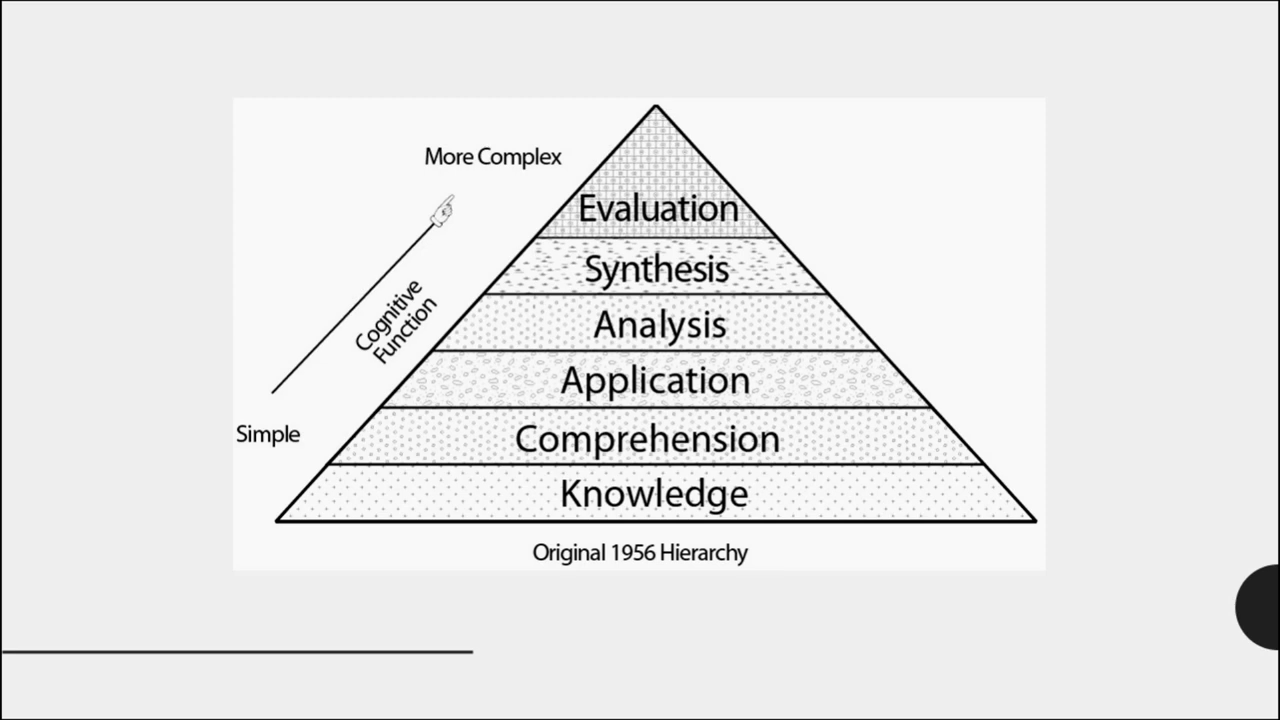 More Complex
Cognitive
Function
Simple
Evaluation
Synthesis
Analysis
Application
Comprehension
Knowledge
Original 1956 Hierarchy